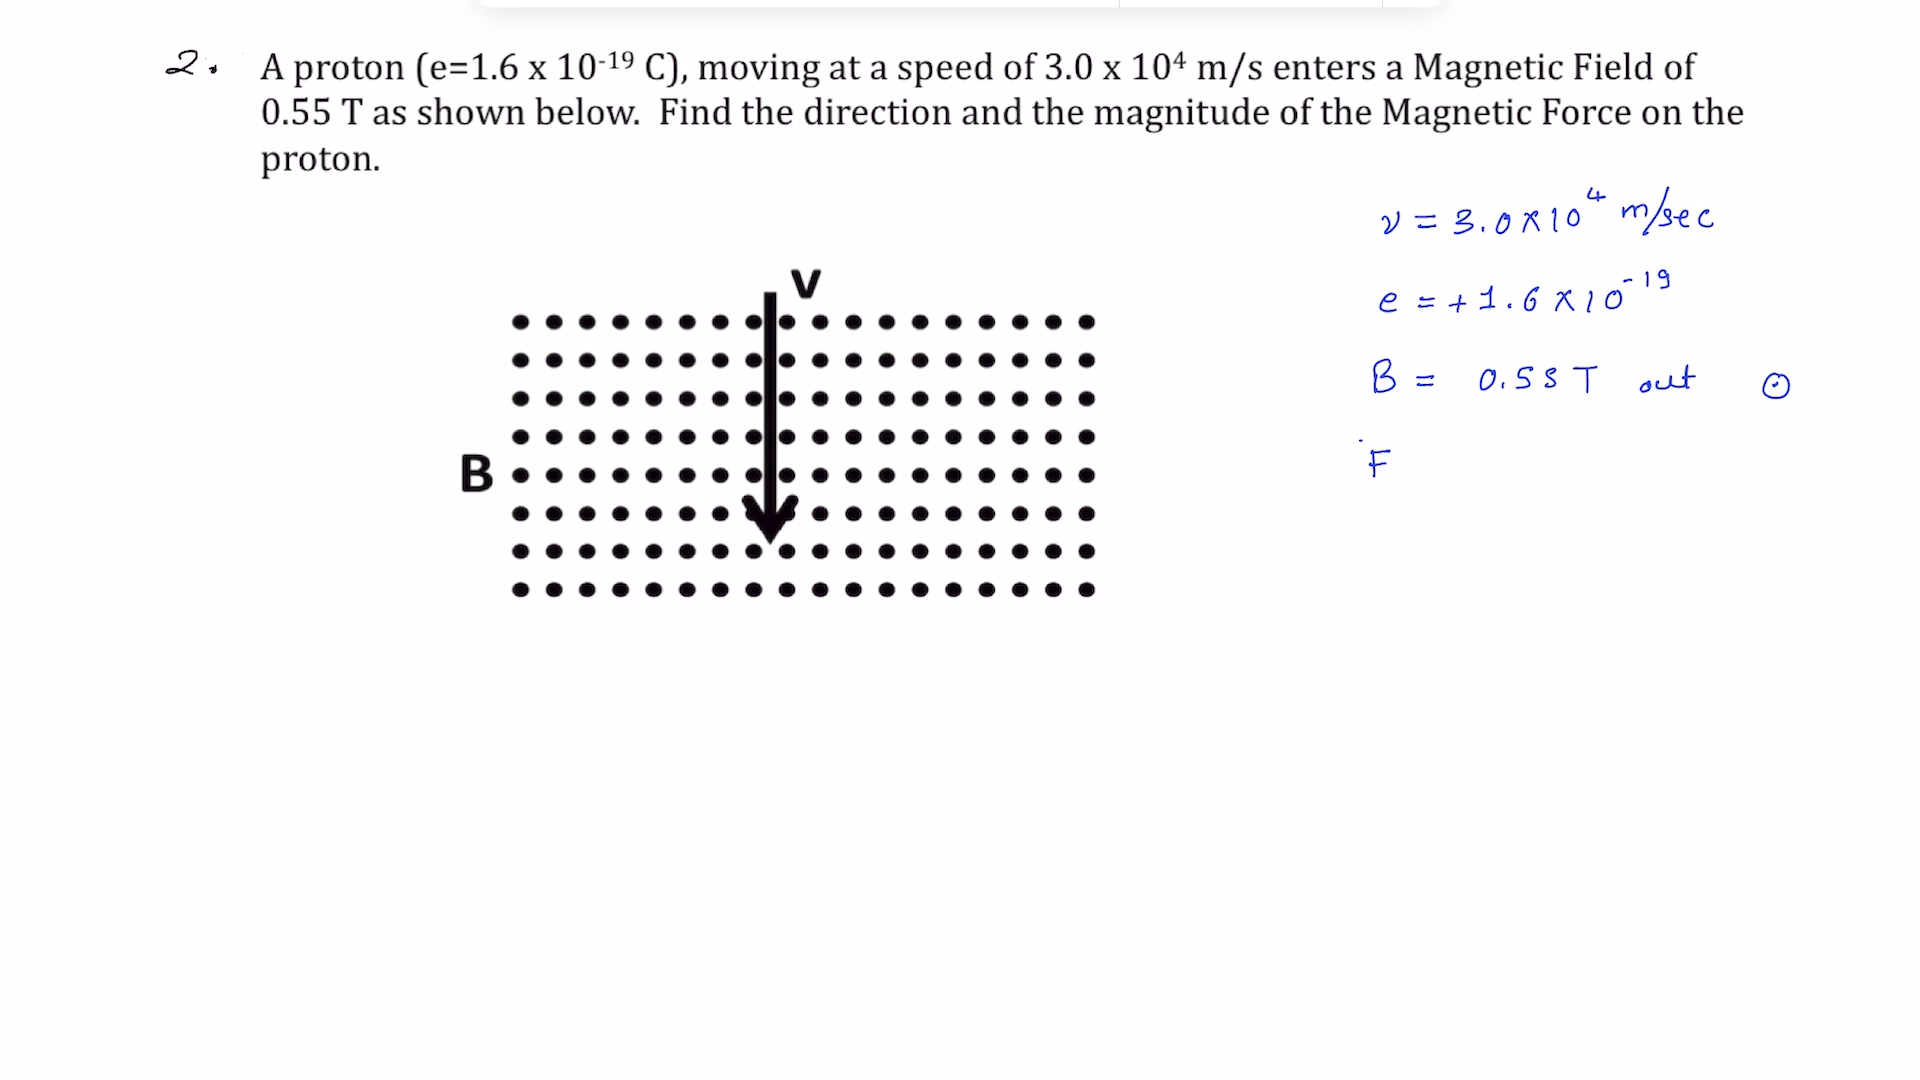 2. A proton (e=1.6 x 10⁻¹⁹ C), moving at a speed of 3.0 x 10⁴ m/s enters a Magnetic Field of
0.55 T as shown below. Find the direction and the magnitude of the Magnetic Force on the
proton.
v = 3.0 x 10⁴ m/sec
v
e = +1.6 x 10⁻¹⁹
B = 0.55 T out ⊙
B
F